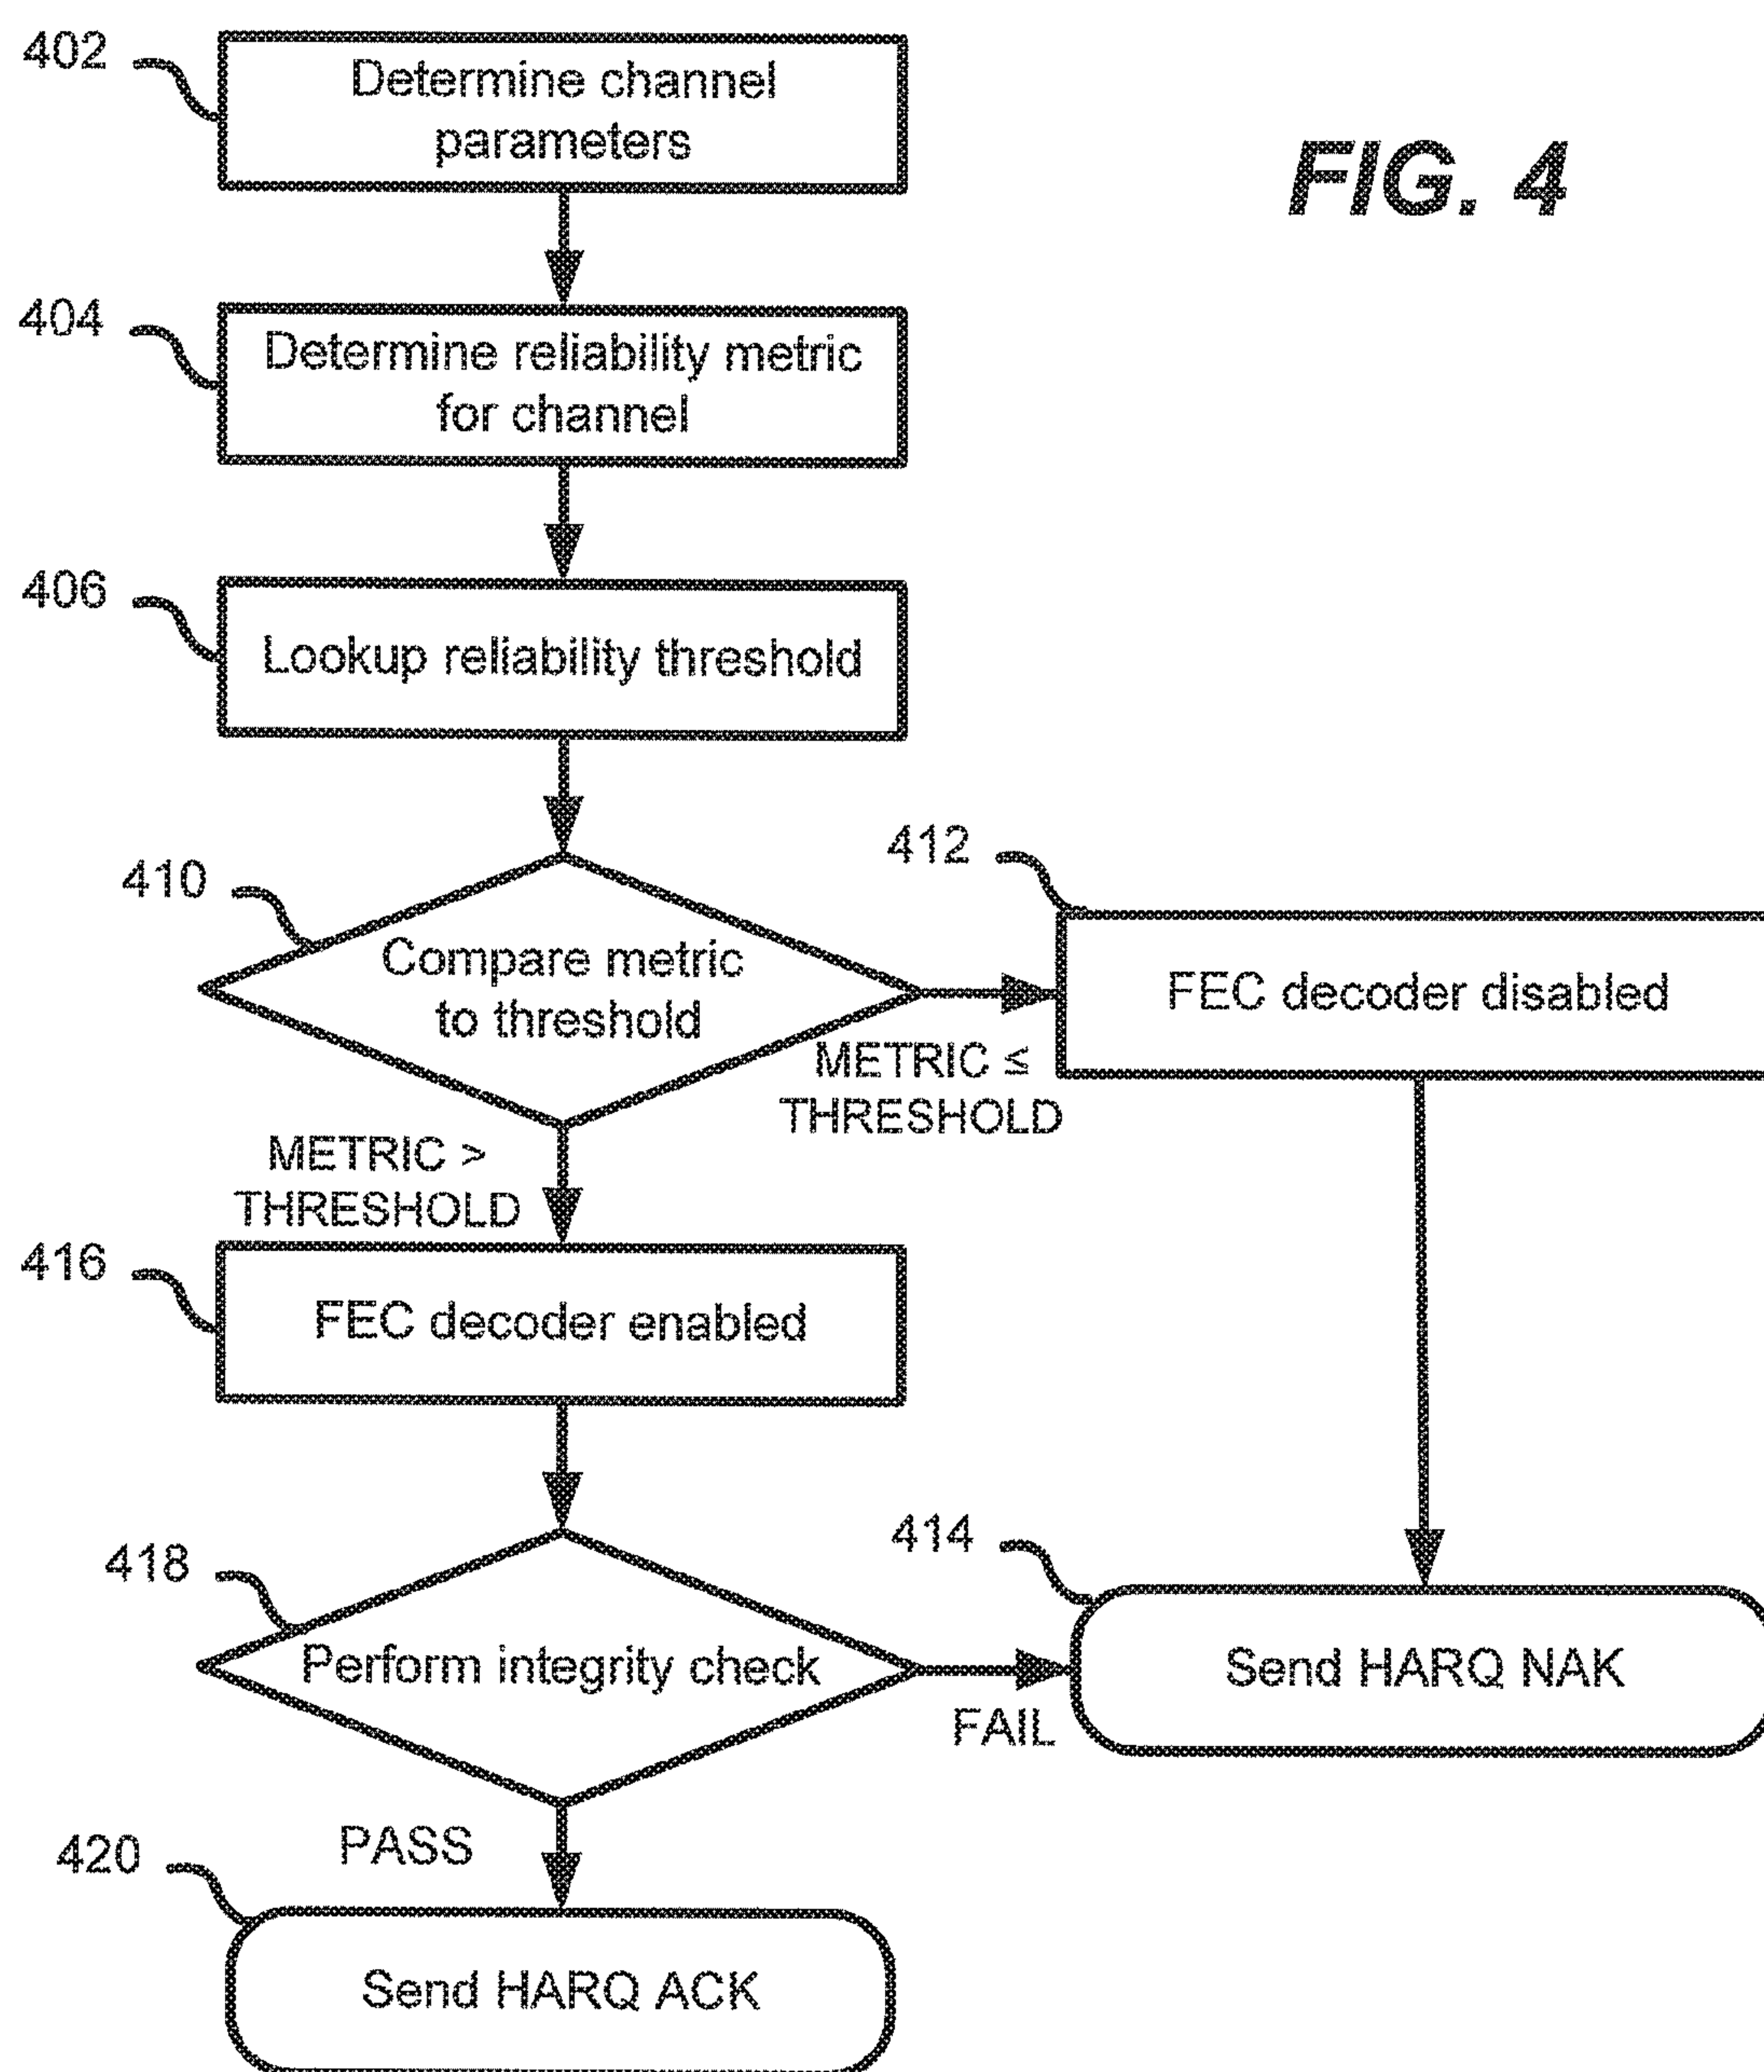 402
Determine channel
parameters
FIG. 4
404
Determine reliability metric
for channel
406
Lookup reliability threshold
410
Compare metric
to threshold
412
FEC decoder disabled
METRIC ≤
THRESHOLD
METRIC >
THRESHOLD
416
FEC decoder enabled
418
Perform integrity check
414
Send HARQ NAK
FAIL
PASS
420
Send HARQ ACK